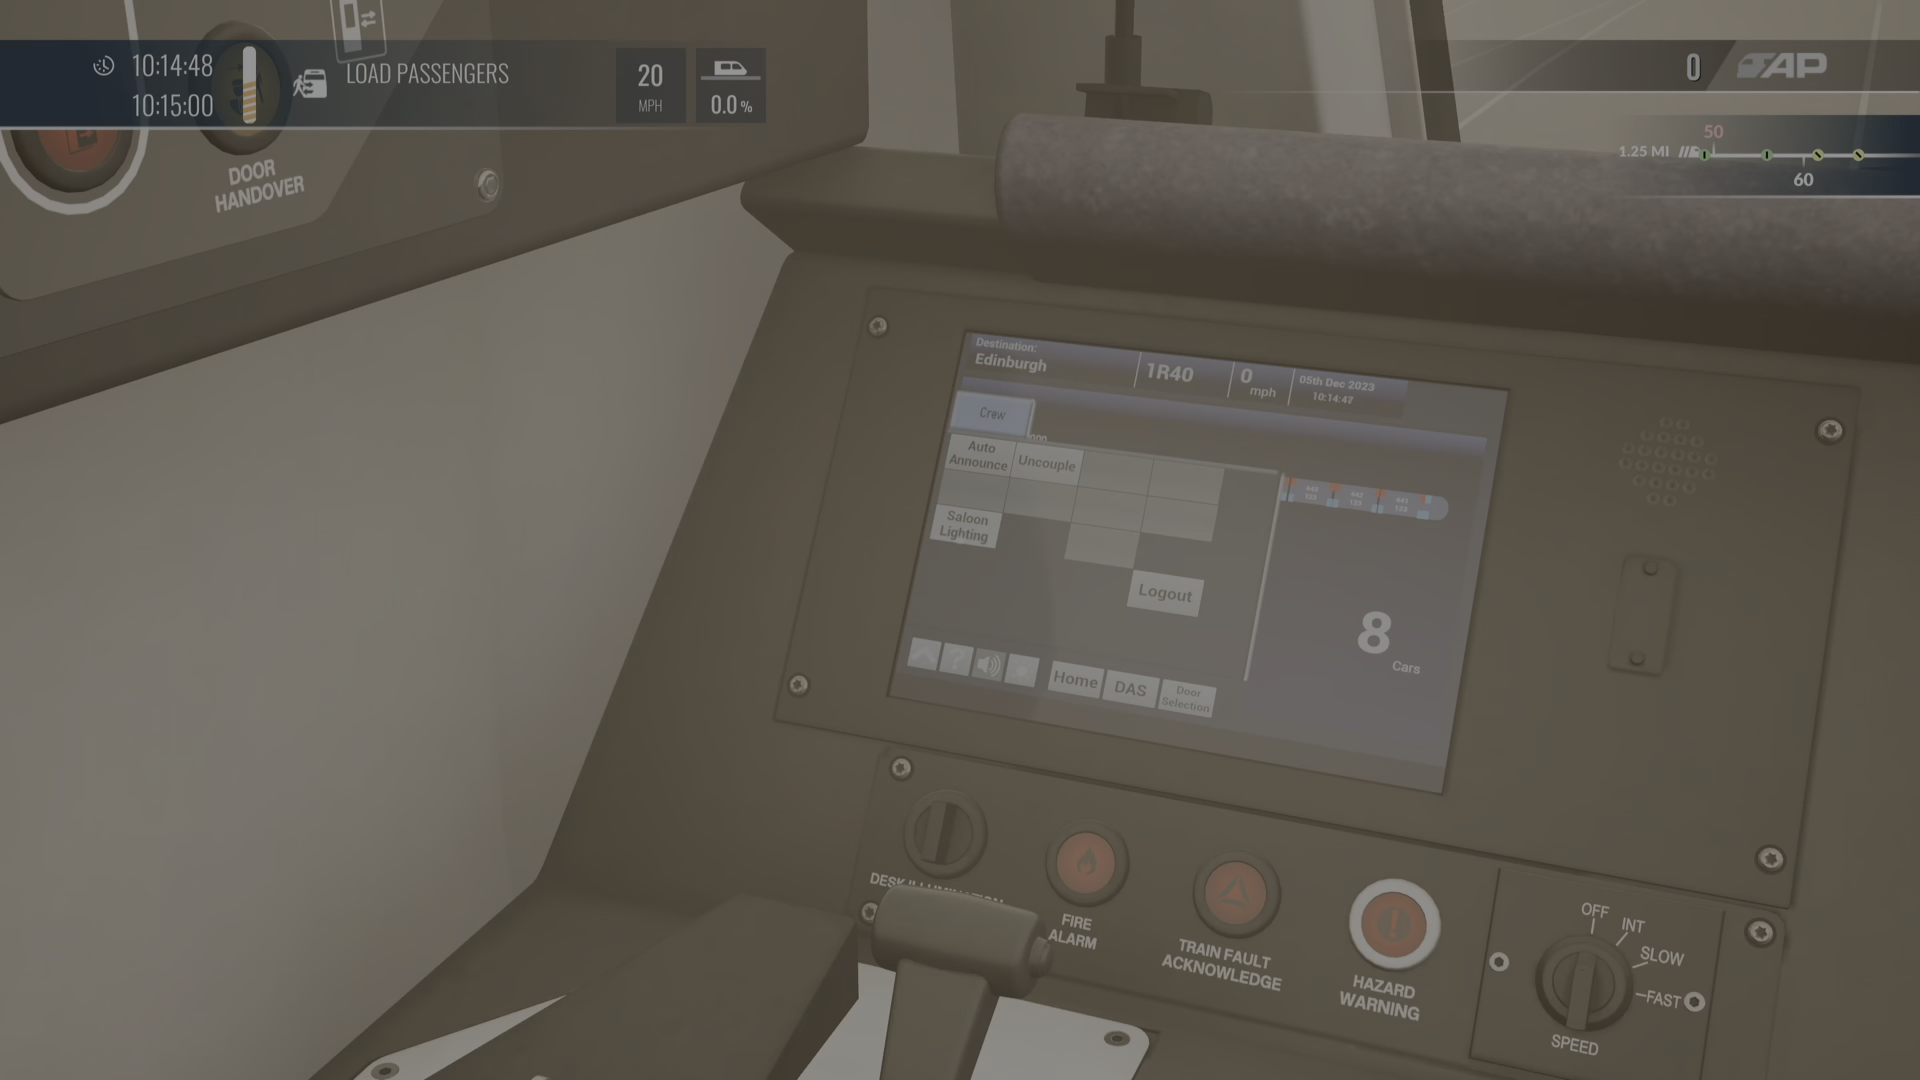 10:14:48
10:15:00
LOAD PASSENGERS
20
MPH
0.0 %
0
AP
50
1.25 MI
60
DOOR
HANDOVER
Destination:
Edinburgh
1R40
0
mph
05th Dec 2023
10:14:47
Crew
Auto
Announce
Uncouple
Saloon
Lighting
Logout
8
Cars
Home
DAS
Door
Selection
DESK ILLUMINATION
FIRE
ALARM
TRAIN FAULT
ACKNOWLEDGE
HAZARD
WARNING
OFF
INT
SLOW
FAST
SPEED